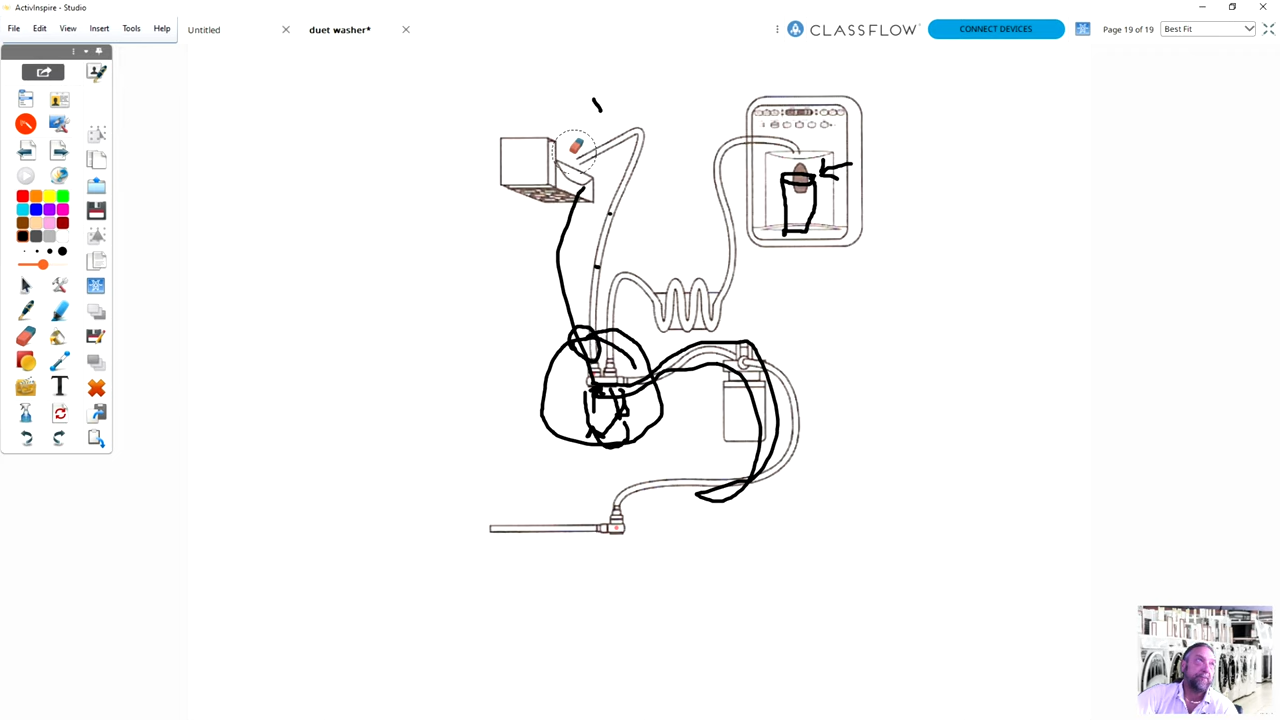 ActivInspire - Studio
File Edit View Insert Tools Help
Untitled
duet washer*
CLASSFLOW
CONNECT DEVICES
Page 19 of 19
Best Fit
T